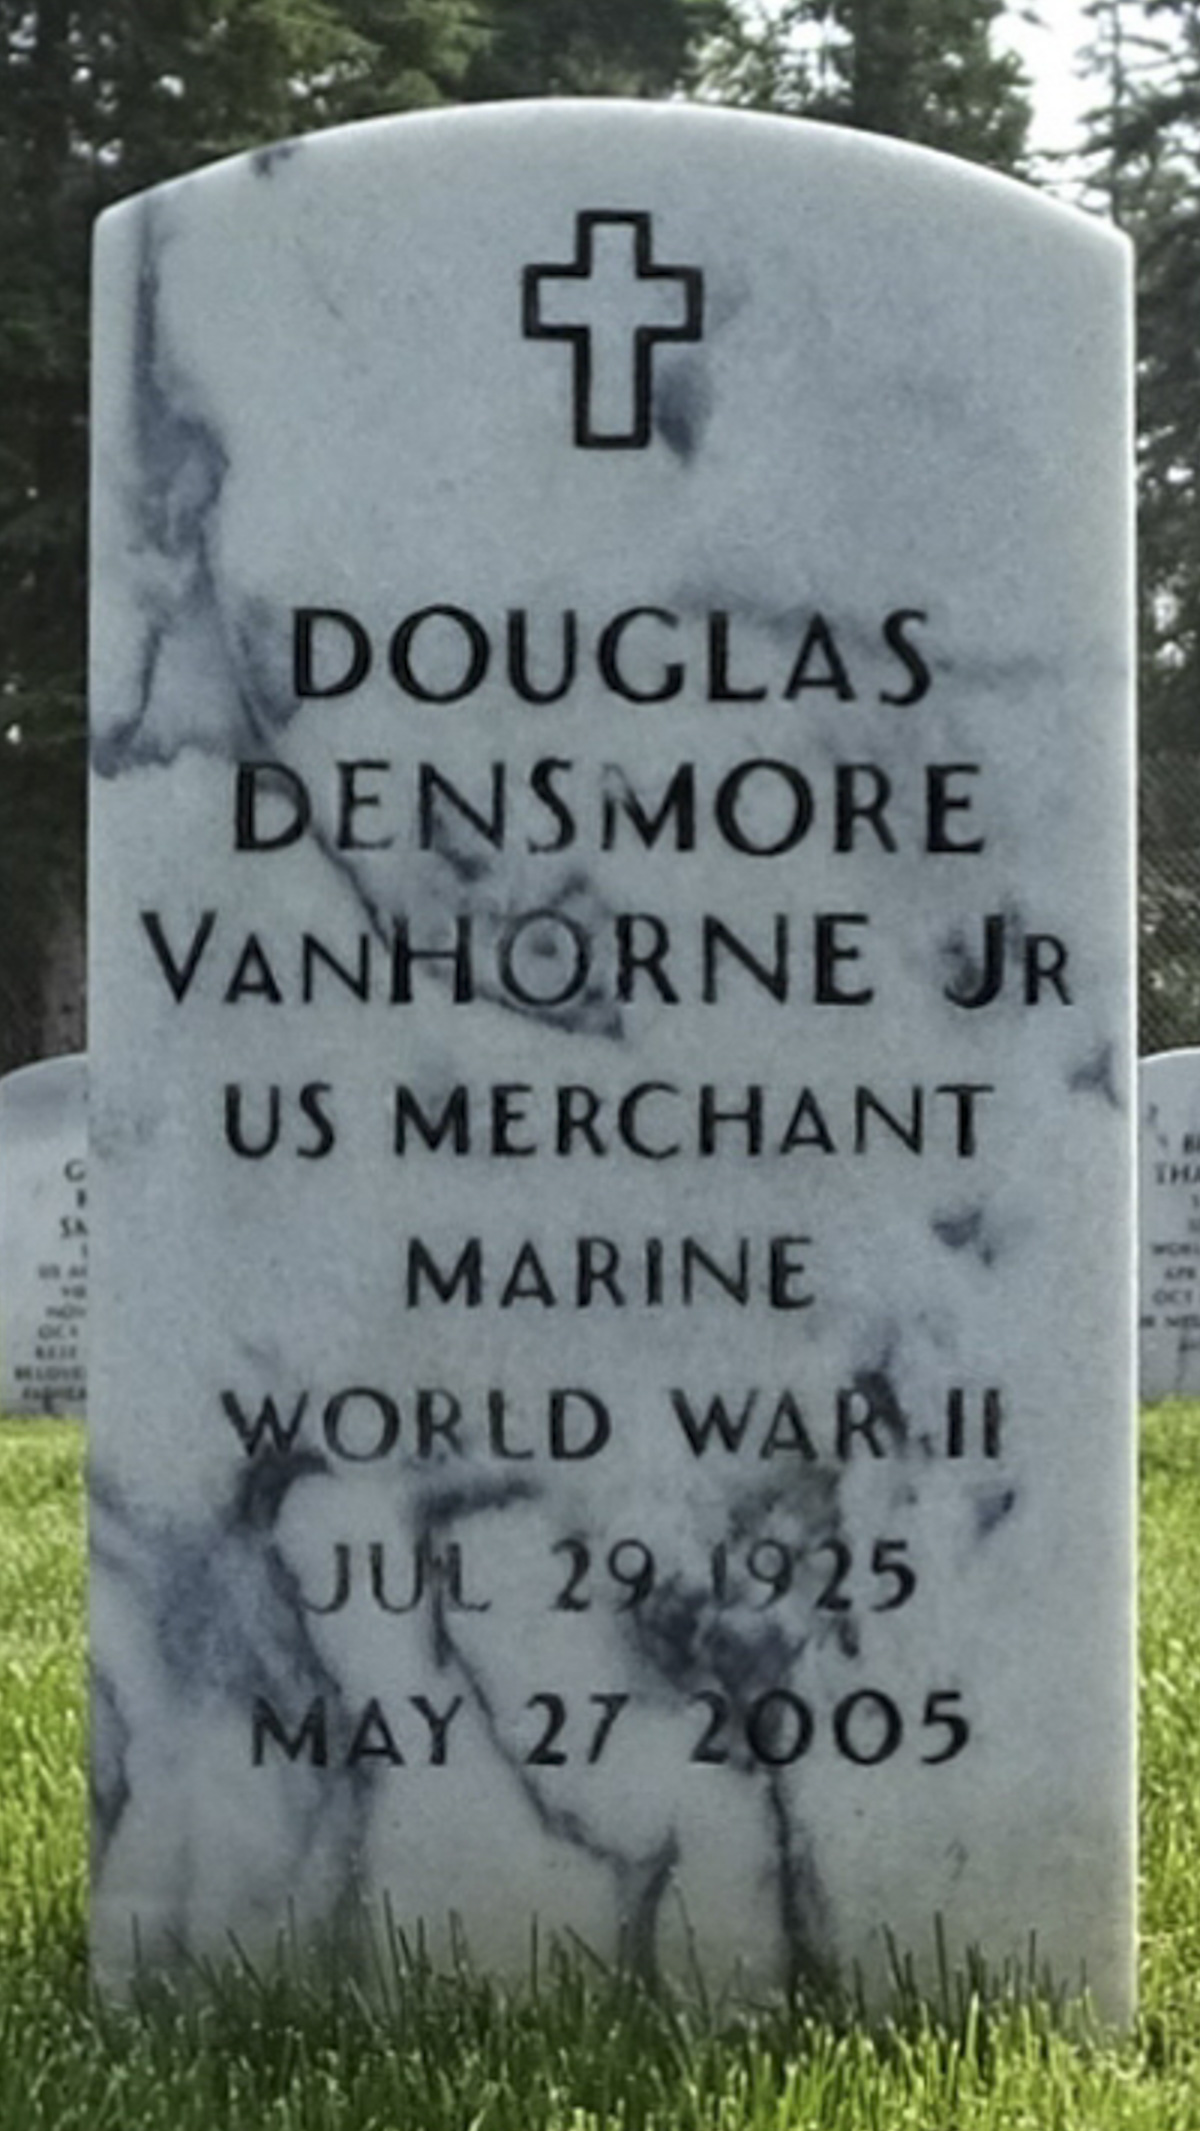 DOUGLAS
DENSMORE
VANHORNE JR
US MERCHANT
MARINE
WORLD WAR II
JUL 29 1925
MAY 27 2005